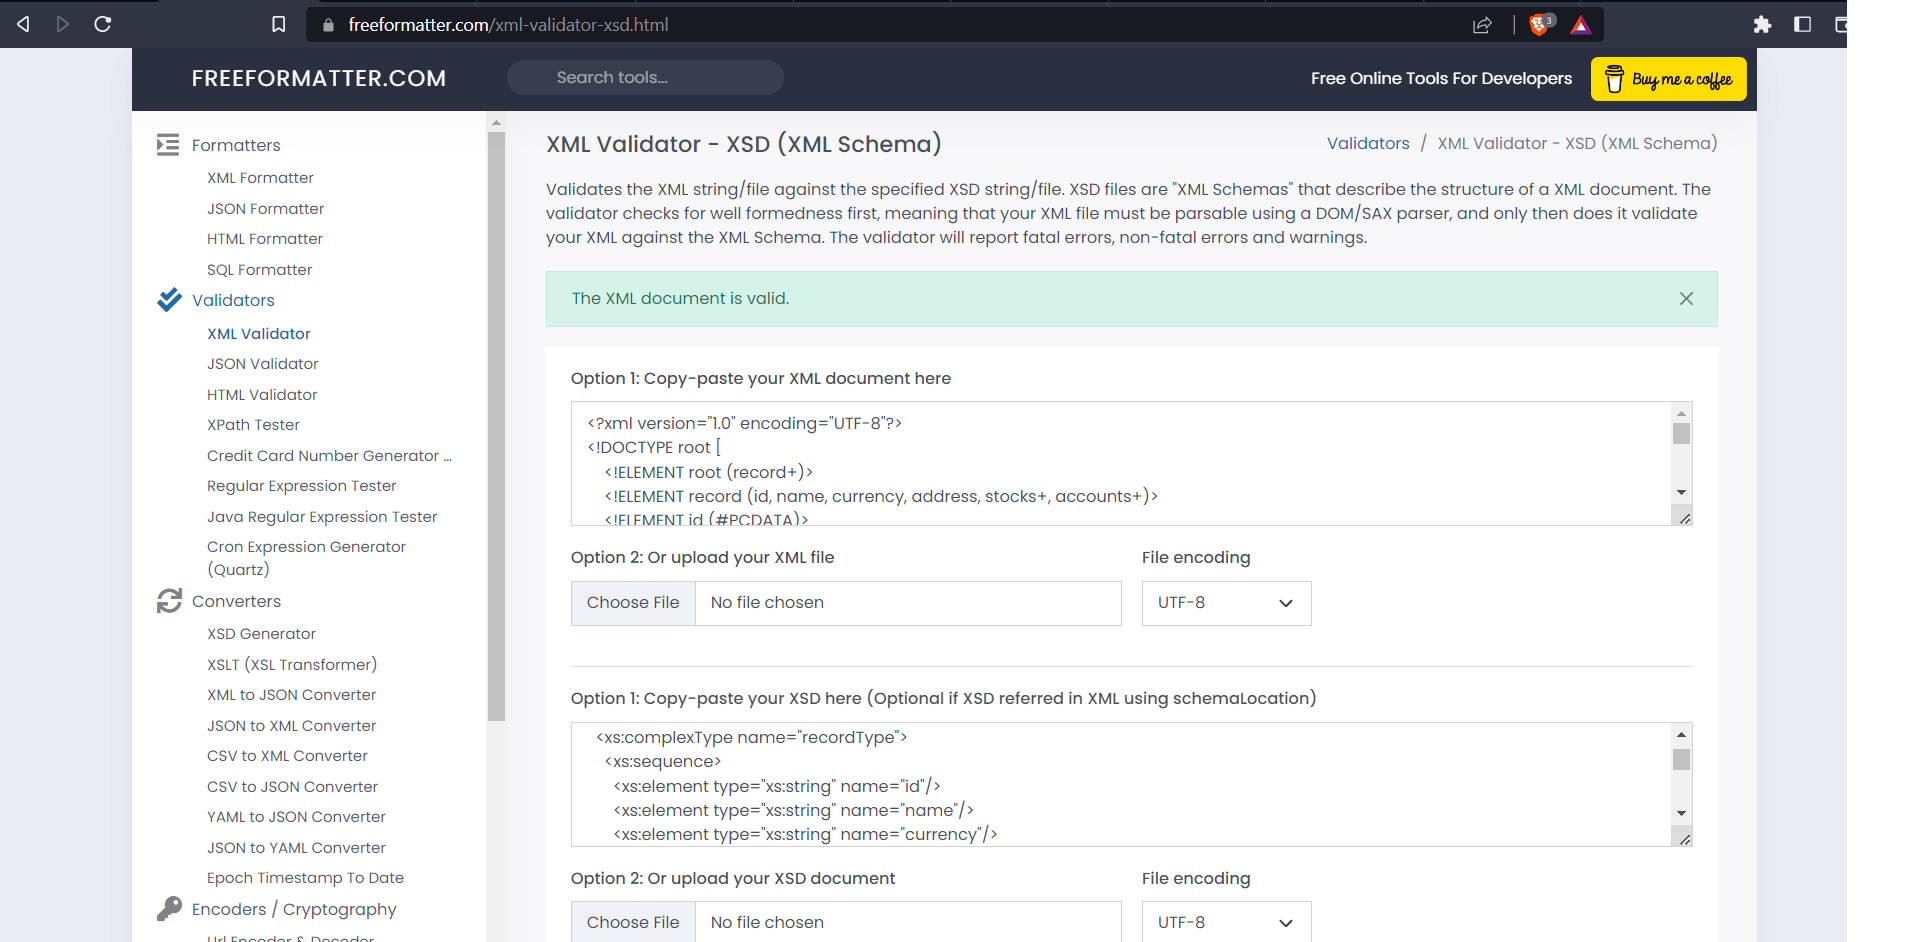 freeformatter.com/xml-validator-xsd.html
3
FREEFORMATTER.COM
Search tools...
Free Online Tools For Developers
Buy me a coffee
Formatters
XML Formatter
JSON Formatter
HTML Formatter
SQL Formatter
Validators
XML Validator
JSON Validator
HTML Validator
XPath Tester
Credit Card Number Generator ...
Regular Expression Tester
Java Regular Expression Tester
Cron Expression Generator
(Quartz)
Converters
XSD Generator
XSLT (XSL Transformer)
XML to JSON Converter
JSON to XML Converter
CSV to XML Converter
CSV to JSON Converter
YAML to JSON Converter
JSON to YAML Converter
Epoch Timestamp To Date
Encoders / Cryptography
Url Encoder & Decoder
XML Validator - XSD (XML Schema)
Validators / XML Validator - XSD (XML Schema)
Validates the XML string/file against the specified XSD string/file. XSD files are "XML Schemas" that describe the structure of a XML document. The
validator checks for well formedness first, meaning that your XML file must be parsable using a DOM/SAX parser, and only then does it validate
your XML against the XML Schema. The validator will report fatal errors, non-fatal errors and warnings.
The XML document is valid.
Option 1: Copy-paste your XML document here
<?xml version="1.0" encoding="UTF-8"?>
<!DOCTYPE root [
<!ELEMENT root (record+)>
<!ELEMENT record (id, name, currency, address, stocks+, accounts+)>
<!ELEMENT id (#PCDATA)>
Option 2: Or upload your XML file
File encoding
Choose File No file chosen
UTF-8
Option 1: Copy-paste your XSD here (Optional if XSD referred in XML using schemaLocation)
<xs:complexType name="recordType">
<xs:sequence>
<xs:element type="xs:string" name="id"/>
<xs:element type="xs:string" name="name"/>
<xs:element type="xs:string" name="currency"/>
Option 2: Or upload your XSD document
File encoding
Choose File No file chosen
UTF-8